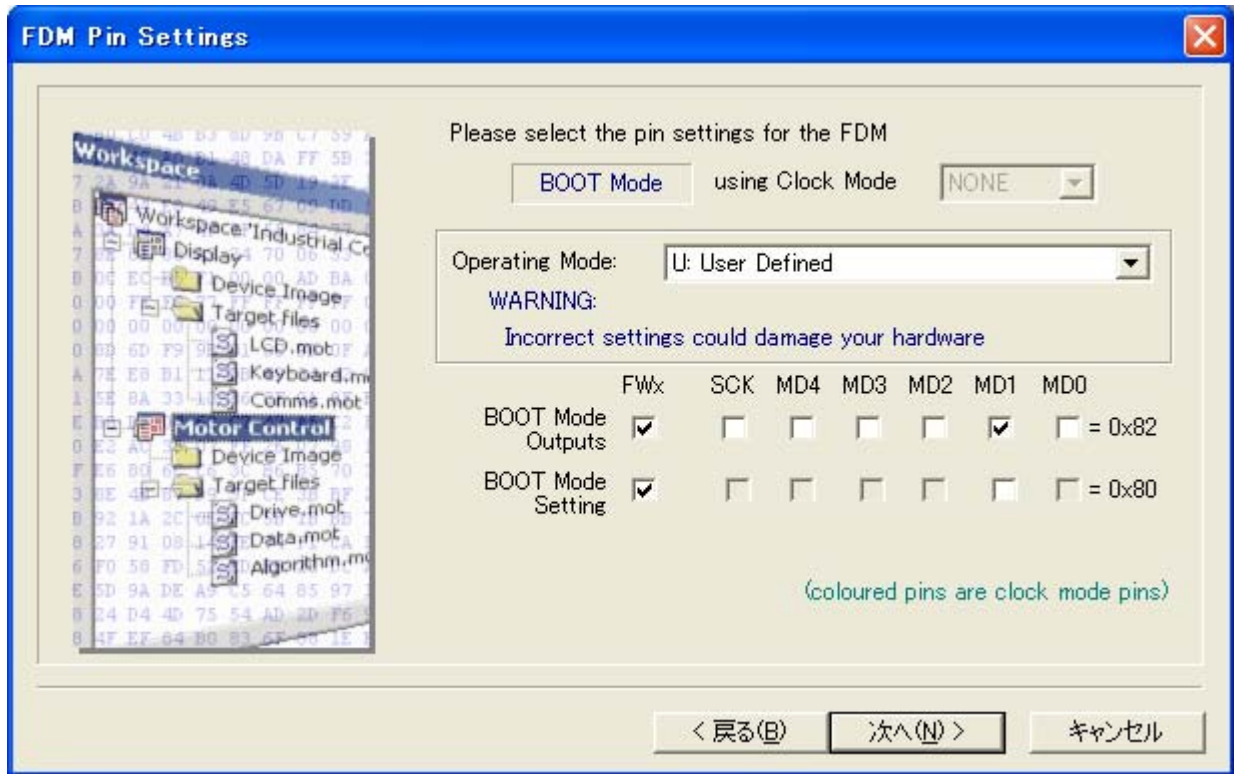 FDM Pin Settings
Workspace
Workspace 'Industrial Co
Display
Device Image
Target files
LCD.mot
Keyboard.m
Comms.mot
Motor Control
Device Image
Target files
Drive.mot
Data.mot
Algorithm.mo
Please select the pin settings for the FDM
BOOT Mode using Clock Mode NONE
Operating Mode: U: User Defined
WARNING:
Incorrect settings could damage your hardware
FWx SCK MD4 MD3 MD2 MD1 MD0
BOOT Mode Outputs = 0x82
BOOT Mode Setting = 0x80
(coloured pins are clock mode pins)
< 戻る(B) 次へ(N) > キャンセル